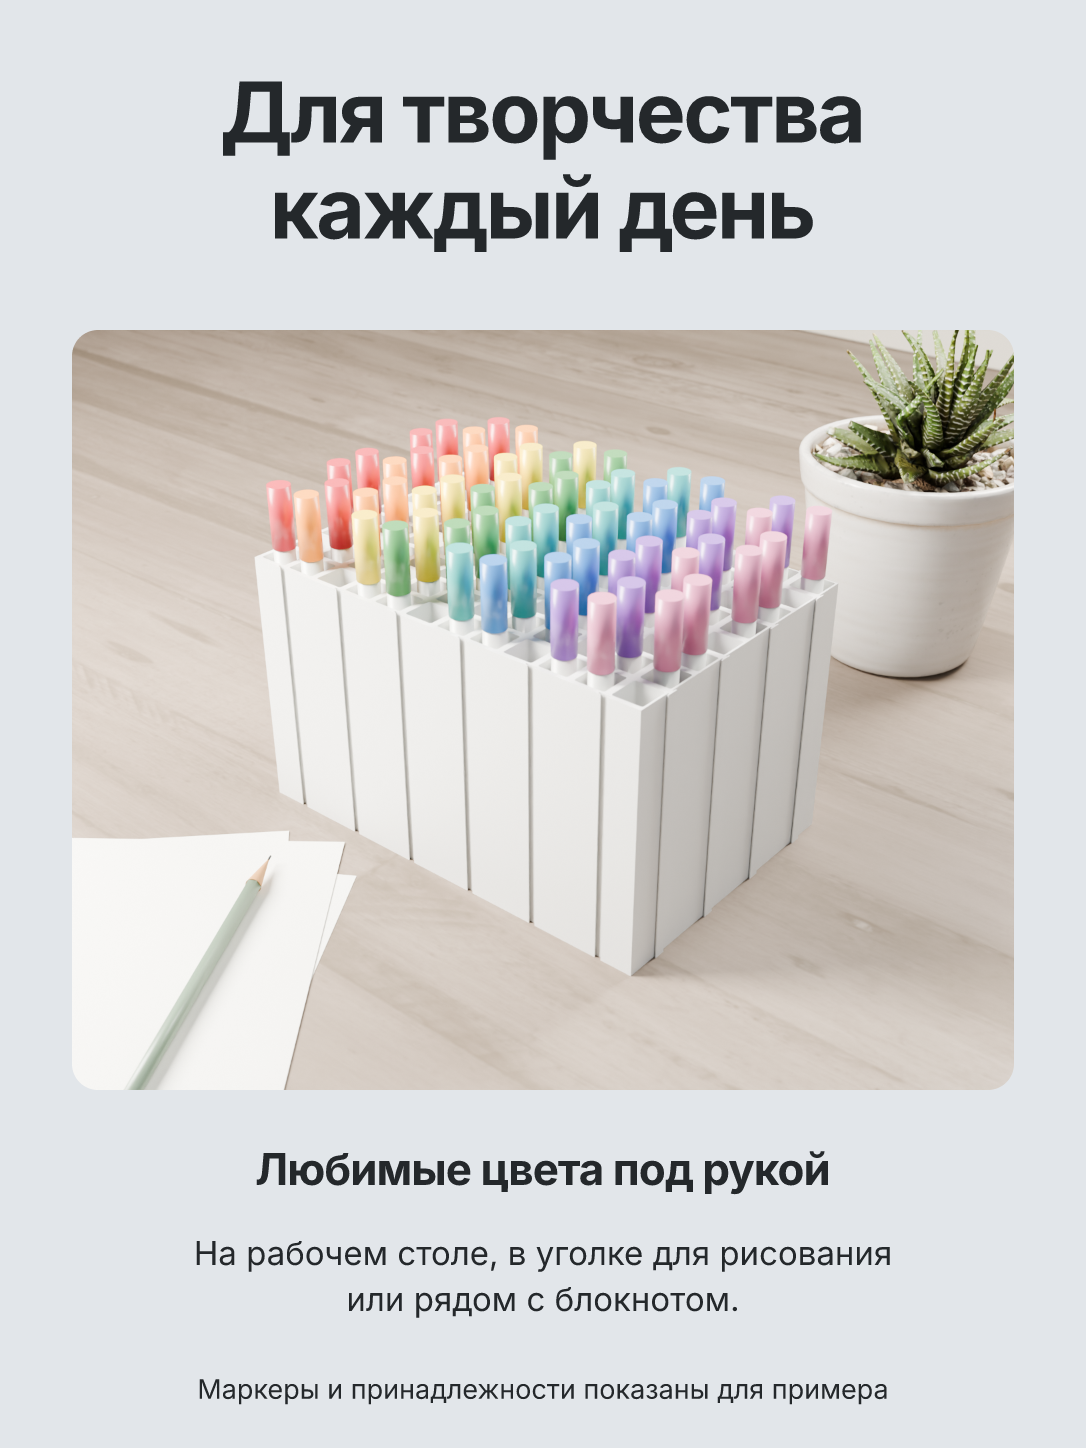 Для творчества
каждый день
Любимые цвета под рукой
На рабочем столе, в уголке для рисования
или рядом с блокнотом.
Маркеры и принадлежности показаны для примера